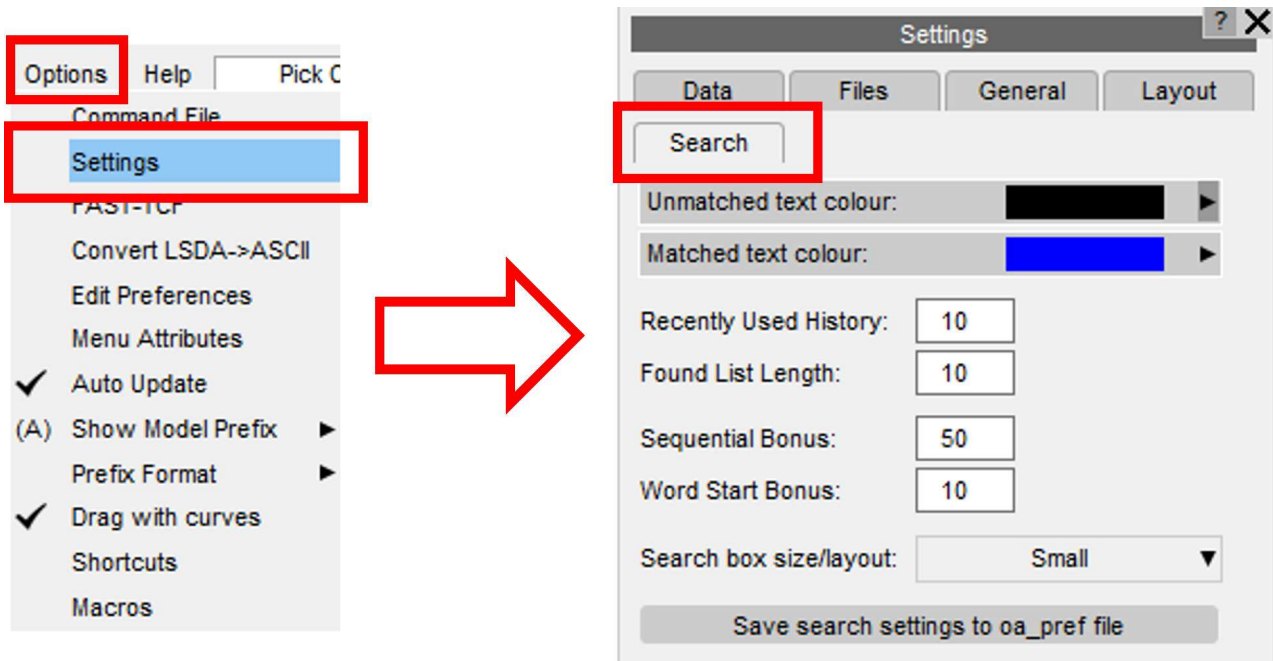 Options Help Pick C
Command File
Settings
FAST-TCF
Convert LSDA->ASCII
Edit Preferences
Menu Attributes
Auto Update
(A) Show Model Prefix
Prefix Format
Drag with curves
Shortcuts
Macros
Settings ?
Data Files General Layout
Search
Unmatched text colour:
Matched text colour:
Recently Used History: 10
Found List Length: 10
Sequential Bonus: 50
Word Start Bonus: 10
Search box size/layout: Small
Save search settings to oa_pref file